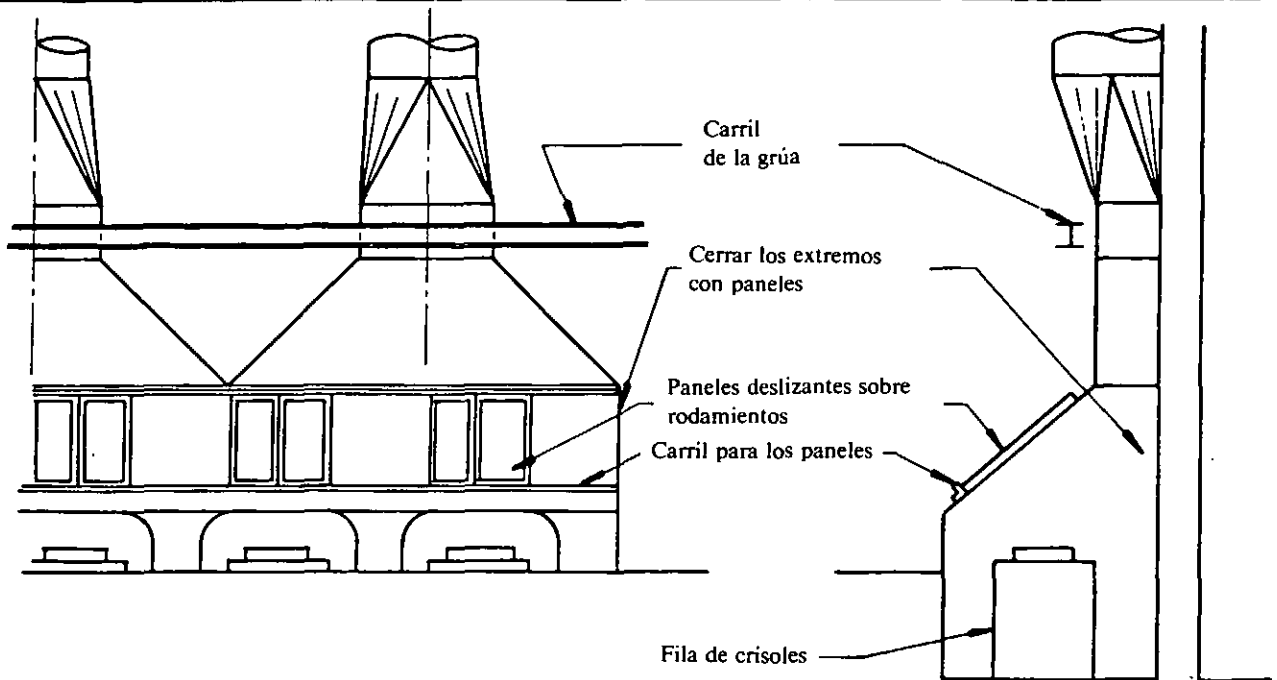 Carril
de la grúa
Cerrar los extremos
con paneles
Paneles deslizantes sobre
rodamientos
Carril para los paneles
Fila de crisoles